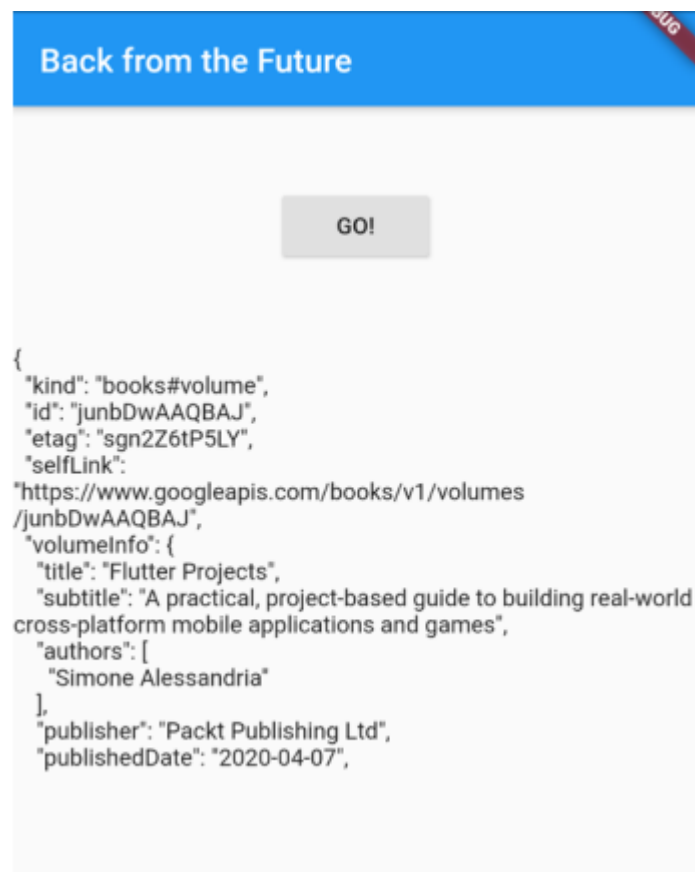 Back from the Future
GO!
{
"kind": "books#volume",
"id": "junbDwAAQBAJ",
"etag": "sgn2Z6tP5LY",
"selfLink":
"https://www.googleapis.com/books/v1/volumes
/junbDwAAQBAJ",
"volumeInfo": {
"title": "Flutter Projects",
"subtitle": "A practical, project-based guide to building real-world
cross-platform mobile applications and games",
"authors": [
"Simone Alessandria"
],
"publisher": "Packt Publishing Ltd",
"publishedDate": "2020-04-07",